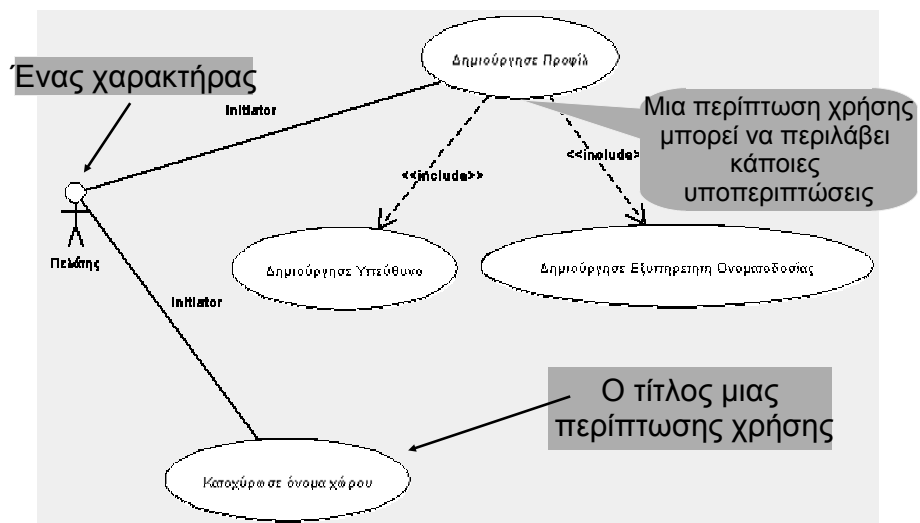 Δημιούργησε Προφίλ
Ένας χαρακτήρας
Initiator
Μια περίπτωση χρήσης
μπορεί να περιλάβει
κάποιες
υποπεριπτώσεις
<<include>>
<<include>
Πελάτης
Δημιούργησε Υπεύθυνο
Δημιούργησε Εξυπηρετητη Ονοματοδοσίας
Initiator
Ο τίτλος μιας
περίπτωσης χρήσης
Κατοχύρωσε όνομα χώρου